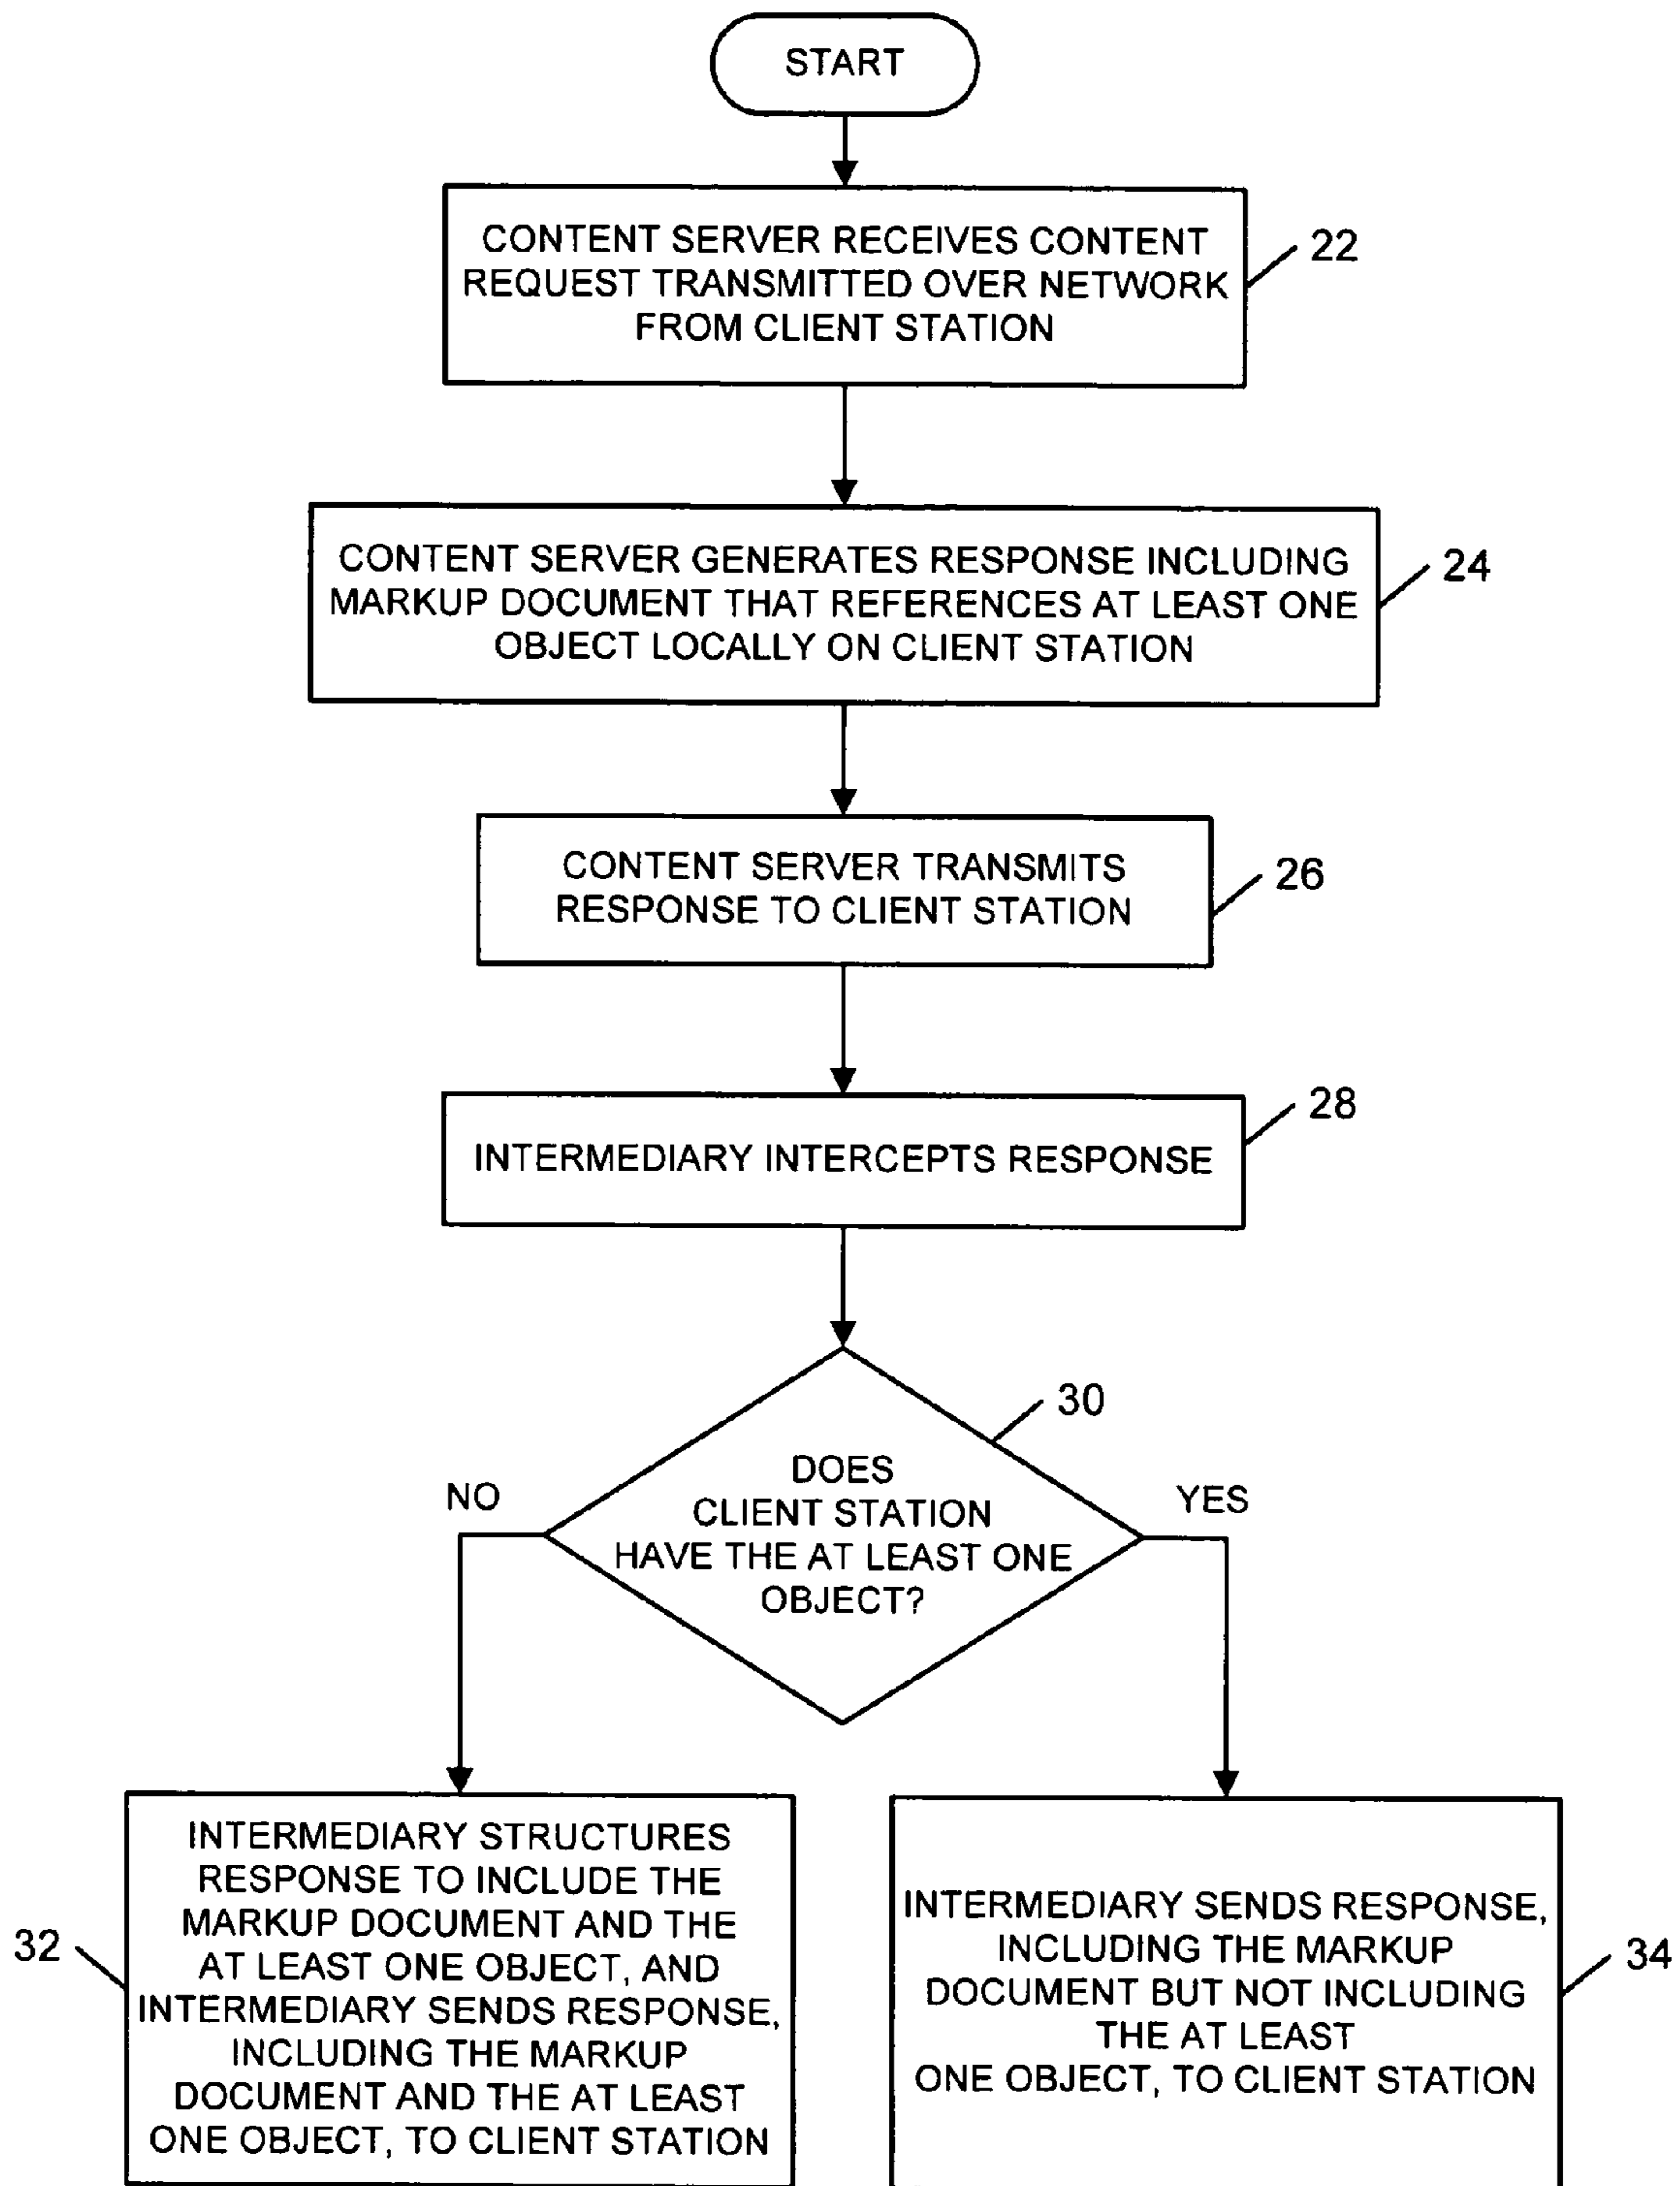 START
CONTENT SERVER RECEIVES CONTENT
REQUEST TRANSMITTED OVER NETWORK
FROM CLIENT STATION
22
CONTENT SERVER GENERATES RESPONSE INCLUDING
MARKUP DOCUMENT THAT REFERENCES AT LEAST ONE
OBJECT LOCALLY ON CLIENT STATION
24
CONTENT SERVER TRANSMITS
RESPONSE TO CLIENT STATION
26
INTERMEDIARY INTERCEPTS RESPONSE
28
DOES
CLIENT STATION
HAVE THE AT LEAST ONE
OBJECT?
30
NO
YES
INTERMEDIARY STRUCTURES
RESPONSE TO INCLUDE THE
MARKUP DOCUMENT AND THE
AT LEAST ONE OBJECT, AND
INTERMEDIARY SENDS RESPONSE,
INCLUDING THE MARKUP
DOCUMENT AND THE AT LEAST
ONE OBJECT, TO CLIENT STATION
32
INTERMEDIARY SENDS RESPONSE,
INCLUDING THE MARKUP
DOCUMENT BUT NOT INCLUDING
THE AT LEAST
ONE OBJECT, TO CLIENT STATION
34